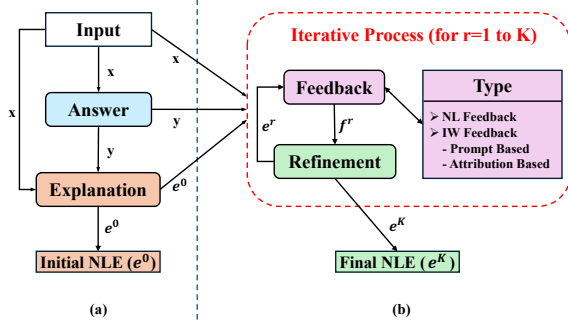 Input
x
x
x
Answer
y
y
Explanation
e⁰
e⁰
Initial NLE (e⁰)
(a)
Iterative Process (for r=1 to K)
Feedback
eʳ
fʳ
Refinement
Type
➢ NL Feedback
➢ IW Feedback
- Prompt Based
- Attribution Based
eᴷ
Final NLE (eᴷ)
(b)